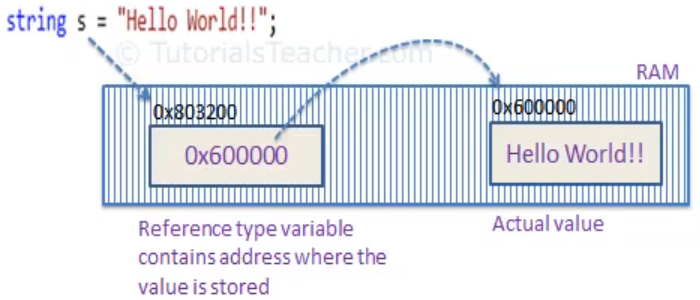 string s = "Hello World!!";
© TutorialsTeacher.com
RAM
0x803200
0x600000
0x600000
Hello World!!
Reference type variable
contains address where the
value is stored
Actual value